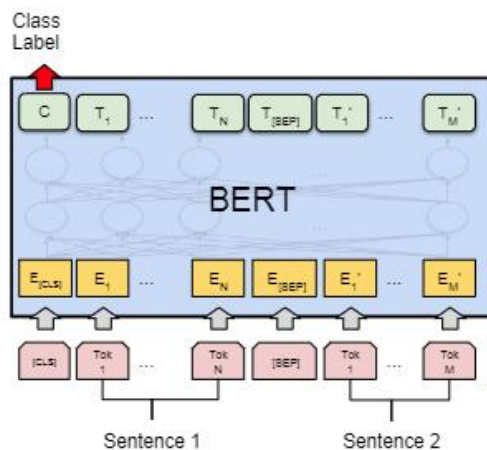 Class
Label
C T1 ... TN T[SEP] T1' ... TM'
...
BERT
...
E[CLS] E1 ... EN E[SEP] E1' ... EM'
[CLS] Tok 1 ... Tok N [SEP] Tok 1 ... Tok M
Sentence 1 Sentence 2